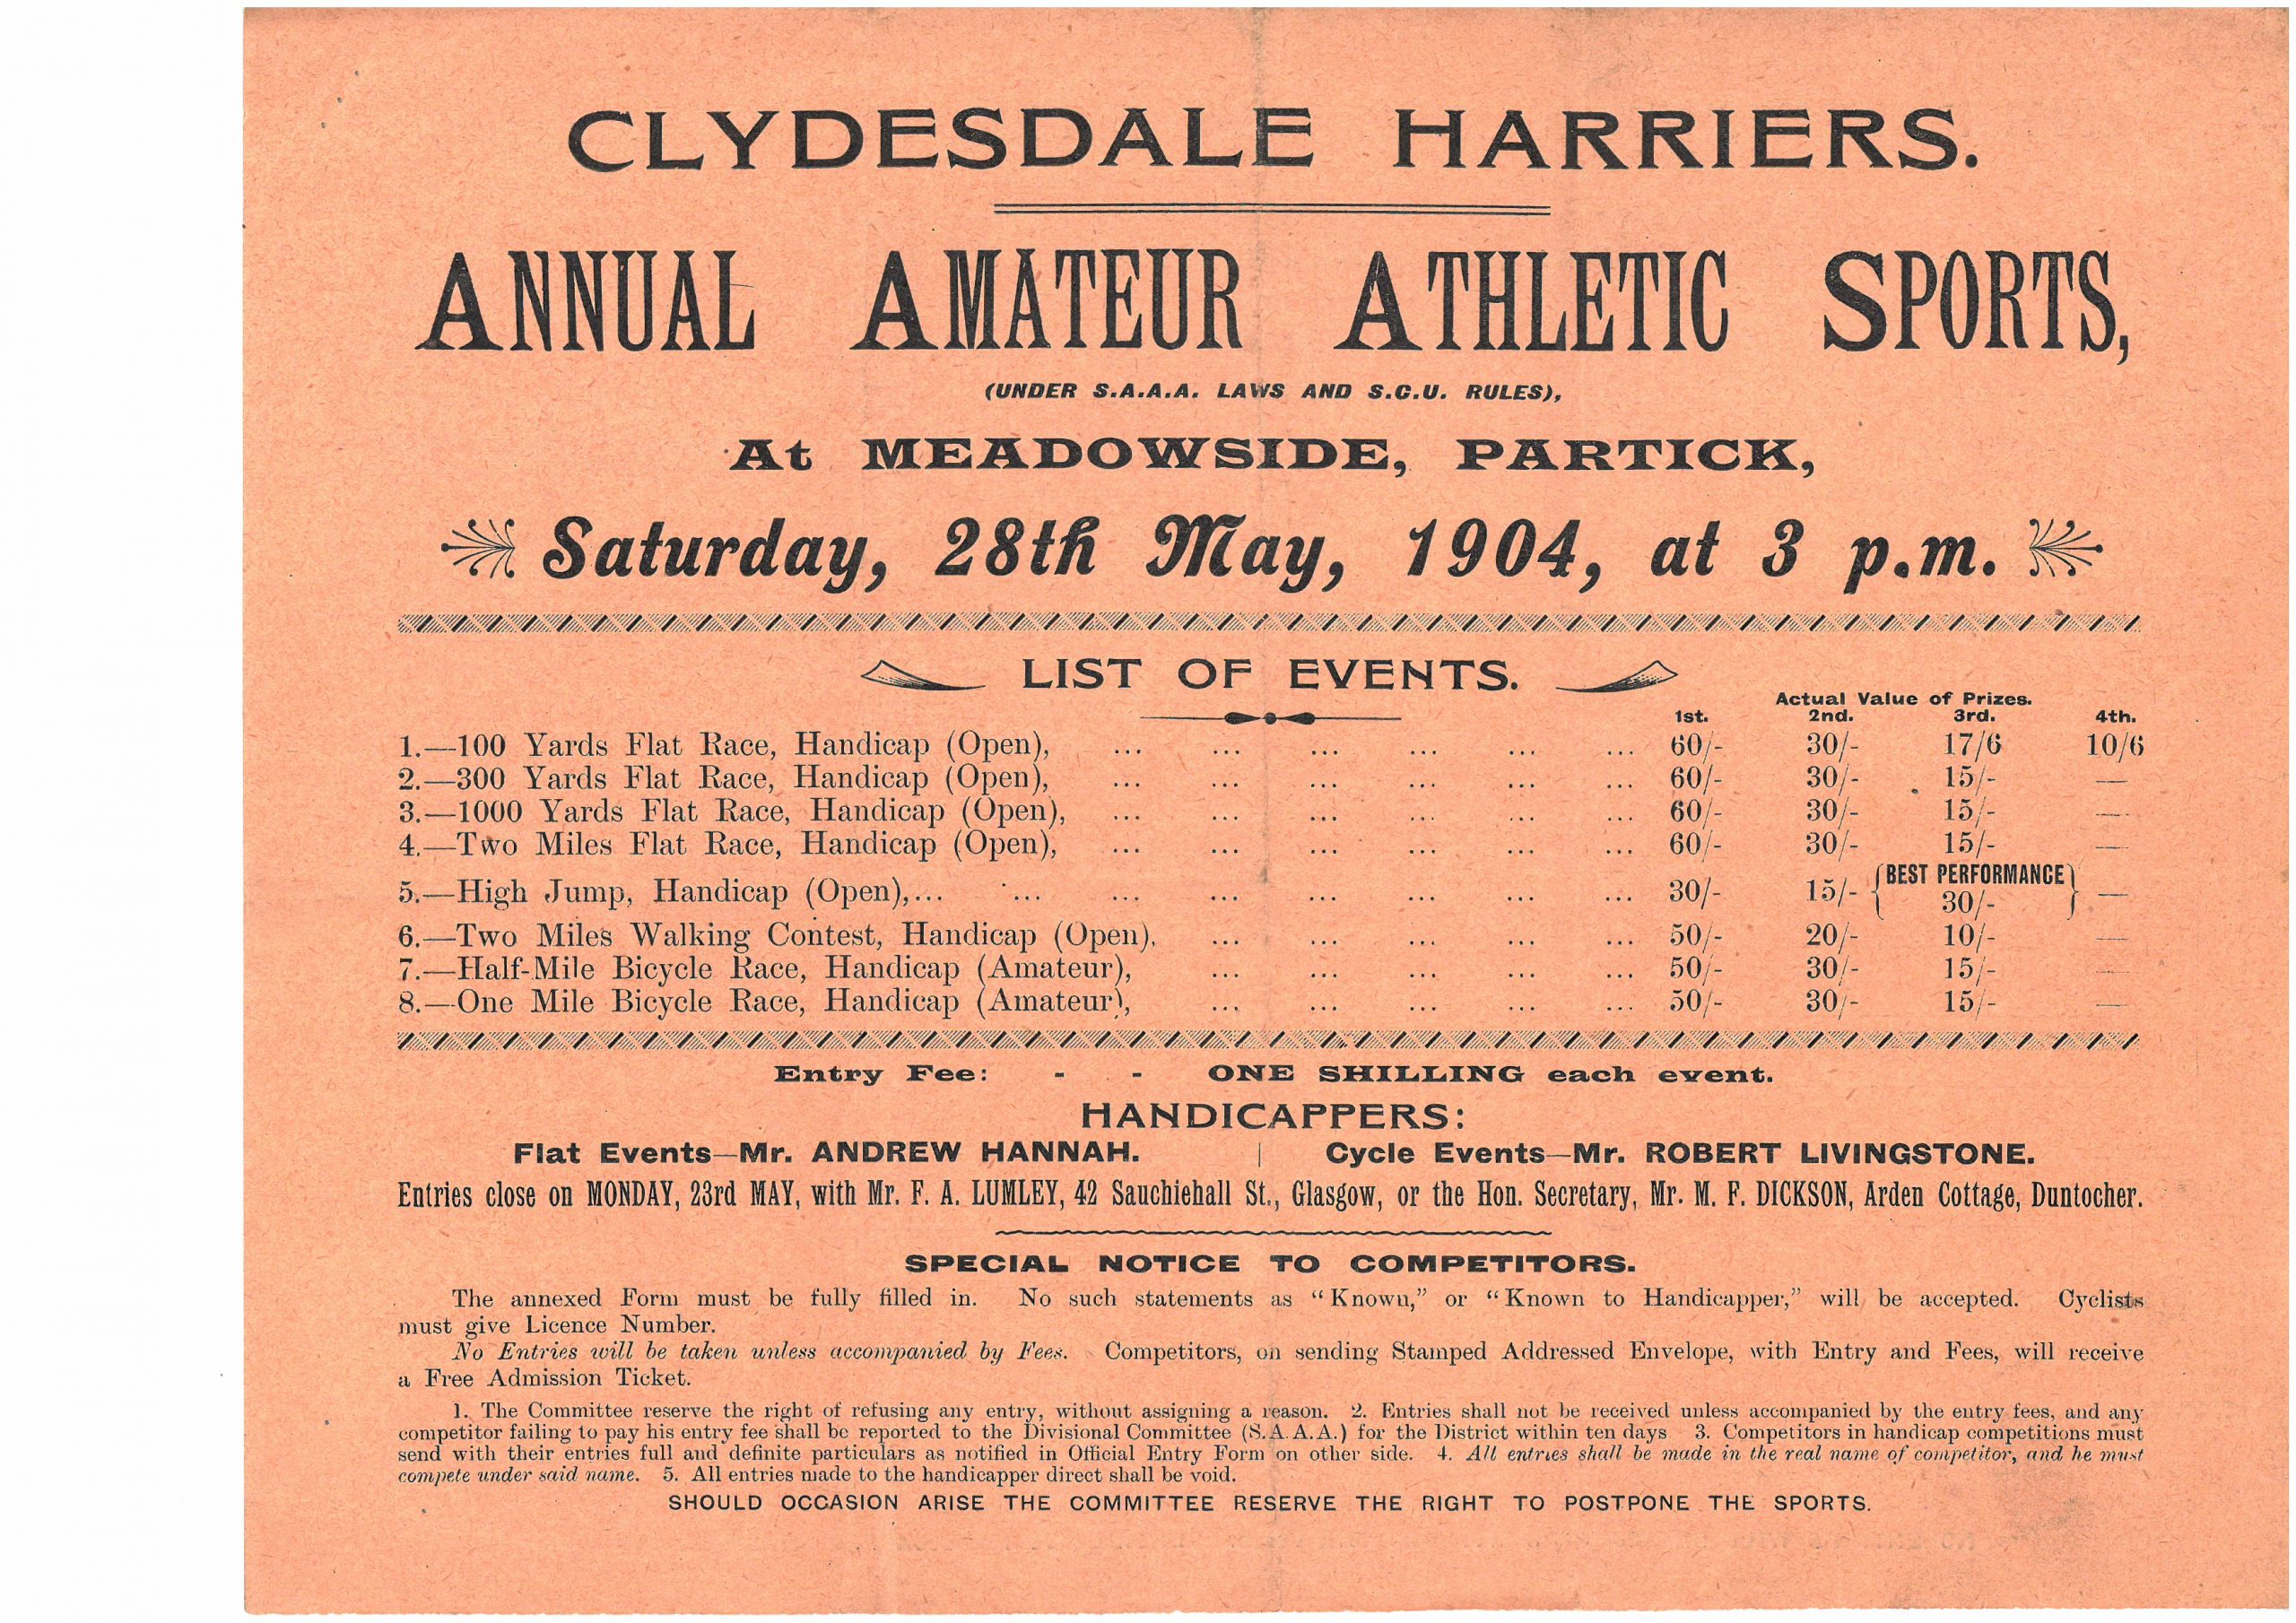 CLYDESDALE HARRIERS.
ANNUAL AMATEUR ATHLETIC SPORTS,
(UNDER S.A.A.A. LAWS AND S.C.U. RULES),
At MEADOWSIDE, PARTICK,
Saturday, 28th May, 1904, at 3 p.m.
LIST OF EVENTS.
Actual Value of Prizes.
1st. 2nd. 3rd. 4th.
1.—100 Yards Flat Race, Handicap (Open), ... ... ... ... ... ... 60/- 30/- 17/6 10/6
2.—300 Yards Flat Race, Handicap (Open), ... ... ... ... ... ... 60/- 30/- 15/- —
3.—1000 Yards Flat Race, Handicap (Open), ... ... ... ... ... ... 60/- 30/- 15/- —
4.—Two Miles Flat Race, Handicap (Open), ... ... ... ... ... ... 60/- 30/- 15/- —
5.—High Jump, Handicap (Open),... ... ... ... ... ... ... ... 30/- 15/- {BEST PERFORMANCE 30/-} —
6.—Two Miles Walking Contest, Handicap (Open), ... ... ... ... ... 50/- 20/- 10/- —
7.—Half-Mile Bicycle Race, Handicap (Amateur), ... ... ... ... ... 50/- 30/- 15/- —
8.—One Mile Bicycle Race, Handicap (Amateur), ... ... ... ... ... 50/- 30/- 15/- —
Entry Fee: - - ONE SHILLING each event.
HANDICAPPERS:
Flat Events—Mr. ANDREW HANNAH. | Cycle Events—Mr. ROBERT LIVINGSTONE.
Entries close on MONDAY, 23rd MAY, with Mr. F. A. LUMLEY, 42 Sauchiehall St., Glasgow, or the Hon. Secretary, Mr. M. F. DICKSON, Arden Cottage, Duntocher.
SPECIAL NOTICE TO COMPETITORS.
The annexed Form must be fully filled in. No such statements as “Known,” or “Known to Handicapper,” will be accepted. Cyclists
must give Licence Number.
No Entries will be taken unless accompanied by Fees. Competitors, on sending Stamped Addressed Envelope, with Entry and Fees, will receive
a Free Admission Ticket.
1. The Committee reserve the right of refusing any entry, without assigning a reason. 2. Entries shall not be received unless accompanied by the entry fees, and any
competitor failing to pay his entry fee shall be reported to the Divisional Committee (S.A.A.A.) for the District within ten days 3. Competitors in handicap competitions must
send with their entries full and definite particulars as notified in Official Entry Form on other side. 4. All entries shall be made in the real name of competitor, and he must
compete under said name. 5. All entries made to the handicapper direct shall be void.
SHOULD OCCASION ARISE THE COMMITTEE RESERVE THE RIGHT TO POSTPONE THE SPORTS.